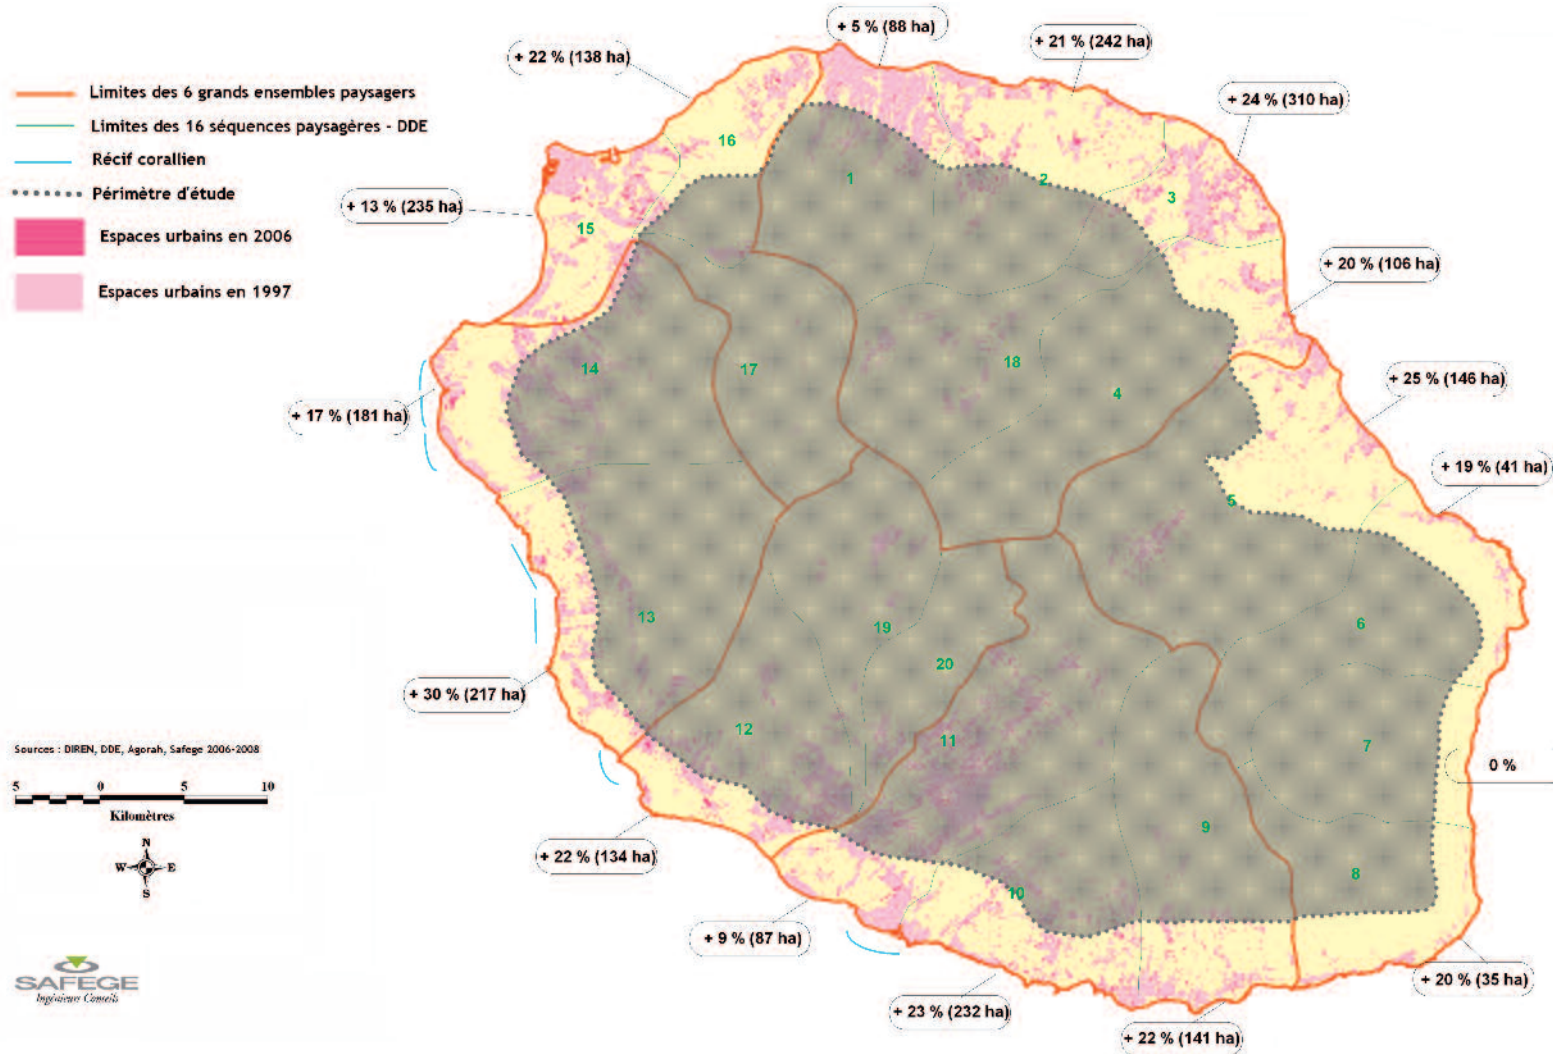 + 5 % (88 ha)
+ 22 % (138 ha)
+ 21 % (242 ha)
+ 24 % (310 ha)
Limites des 6 grands ensembles paysagers
Limites des 16 séquences paysagères - DDE
Récif corallien
Périmètre d'étude
Espaces urbains en 2006
Espaces urbains en 1997
16
1
2
3
+ 13 % (235 ha)
15
+ 20 % (106 ha)
14
17
18
4
+ 25 % (146 ha)
+ 17 % (181 ha)
+ 19 % (41 ha)
5
13
19
6
20
+ 30 % (217 ha)
12
11
7
0 %
Sources : DIREN, DDE, Agorah, Safege 2006-2008
5 0 5 10
Kilomètres
N
W E
S
9
+ 22 % (134 ha)
8
10
+ 9 % (87 ha)
+ 20 % (35 ha)
+ 23 % (232 ha)
+ 22 % (141 ha)
SAFEGE
Ingénieurs Conseils